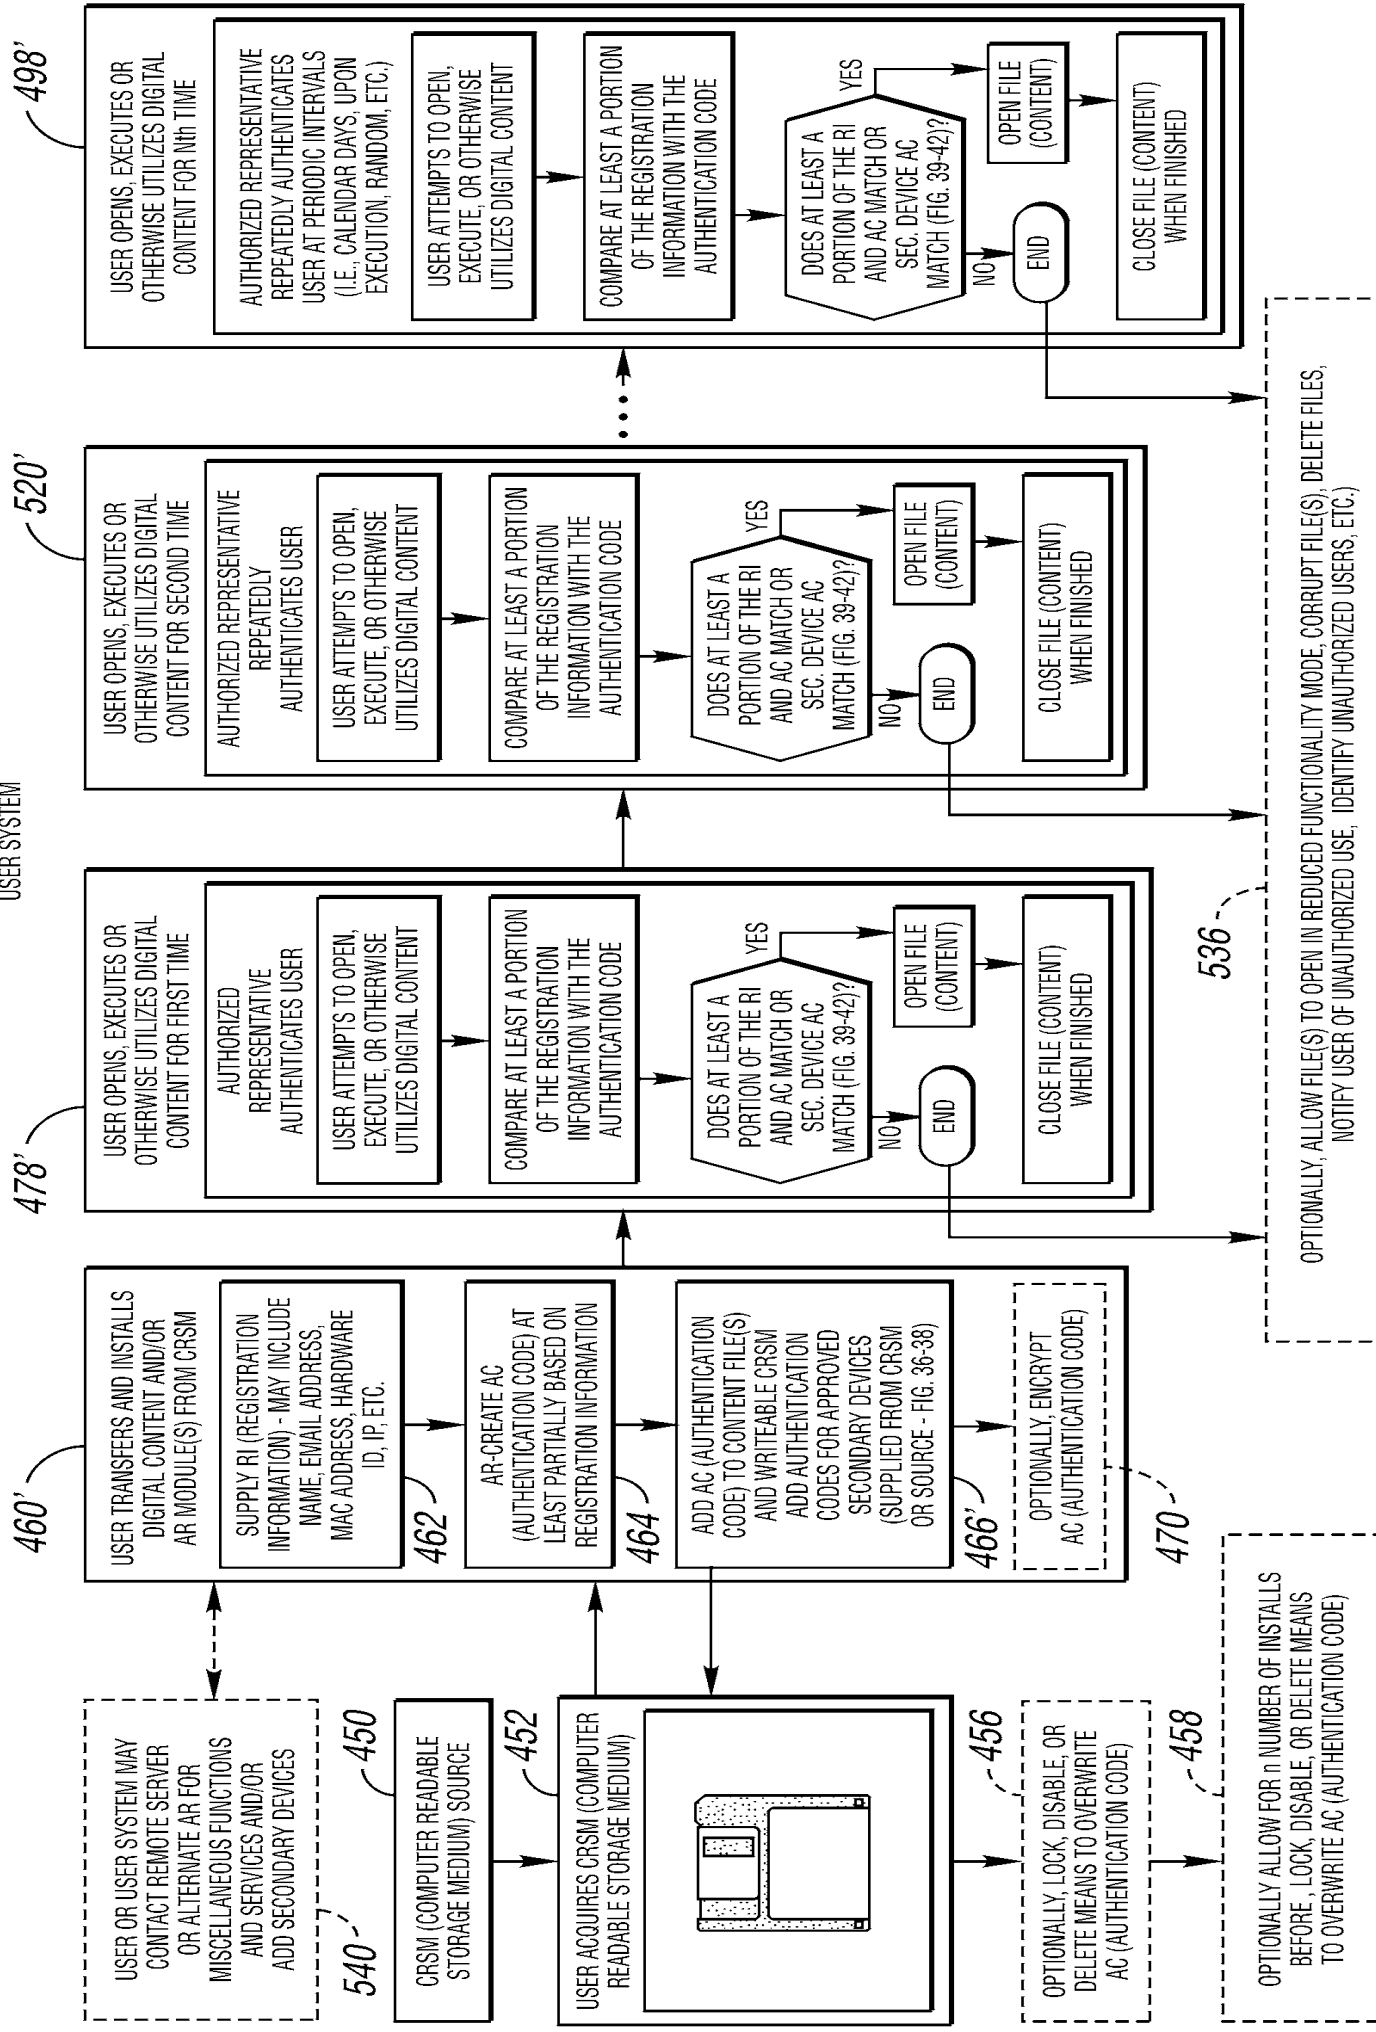 USER SYSTEM
USER OR USER SYSTEM MAY
CONTACT REMOTE SERVER
OR ALTERNATE AR FOR
MISCELLANEOUS FUNCTIONS
AND SERVICES AND/OR
ADD SECONDARY DEVICES
540
CRSM (COMPUTER READABLE
STORAGE MEDIUM) SOURCE
450
USER ACQUIRES CRSM (COMPUTER
READABLE STORAGE MEDIUM)
452
OPTIONALLY, LOCK, DISABLE, OR
DELETE MEANS TO OVERWRITE
AC (AUTHENTICATION CODE)
456
OPTIONALLY ALLOW FOR n NUMBER OF INSTALLS
BEFORE, LOCK, DISABLE, OR DELETE MEANS
TO OVERWRITE AC (AUTHENTICATION CODE)
458
460'
USER TRANSFERS AND INSTALLS
DIGITAL CONTENT AND/OR
AR MODULE(S) FROM CRSM
SUPPLY RI (REGISTRATION
INFORMATION) - MAY INCLUDE
NAME, EMAIL ADDRESS,
MAC ADDRESS, HARDWARE
ID, IP, ETC.
462
AR-CREATE AC
(AUTHENTICATION CODE) AT
LEAST PARTIALLY BASED ON
REGISTRATION INFORMATION
464
ADD AC (AUTHENTICATION
CODE) TO CONTENT FILE(S)
AND WRITEABLE CRSM
ADD AUTHENTICATION
CODES FOR APPROVED
SECONDARY DEVICES
(SUPPLIED FROM CRSM
OR SOURCE - FIG. 36-38)
466'
OPTIONALLY, ENCRYPT
AC (AUTHENTICATION CODE)
470
478'
USER OPENS, EXECUTES OR
OTHERWISE UTILIZES DIGITAL
CONTENT FOR FIRST TIME
AUTHORIZED
REPRESENTATIVE
AUTHENTICATES USER
USER ATTEMPTS TO OPEN,
EXECUTE, OR OTHERWISE
UTILIZES DIGITAL CONTENT
COMPARE AT LEAST A PORTION
OF THE REGISTRATION
INFORMATION WITH THE
AUTHENTICATION CODE
DOES AT LEAST A
PORTION OF THE RI
AND AC MATCH OR
SEC. DEVICE AC
MATCH (FIG. 39-42)?
YES
NO
OPEN FILE
(CONTENT)
END
CLOSE FILE (CONTENT)
WHEN FINISHED
520'
USER OPENS, EXECUTES OR
OTHERWISE UTILIZES DIGITAL
CONTENT FOR SECOND TIME
AUTHORIZED REPRESENTATIVE
REPEATEDLY
AUTHENTICATES USER
USER ATTEMPTS TO OPEN,
EXECUTE, OR OTHERWISE
UTILIZES DIGITAL CONTENT
COMPARE AT LEAST A PORTION
OF THE REGISTRATION
INFORMATION WITH THE
AUTHENTICATION CODE
DOES AT LEAST A
PORTION OF THE RI
AND AC MATCH OR
SEC. DEVICE AC
MATCH (FIG. 39-42)?
YES
NO
OPEN FILE
(CONTENT)
END
CLOSE FILE (CONTENT)
WHEN FINISHED
498'
USER OPENS, EXECUTES OR
OTHERWISE UTILIZES DIGITAL
CONTENT FOR Nth TIME
AUTHORIZED REPRESENTATIVE
REPEATEDLY AUTHENTICATES
USER AT PERIODIC INTERVALS
(I.E., CALENDAR DAYS, UPON
EXECUTION, RANDOM, ETC.)
USER ATTEMPTS TO OPEN,
EXECUTE, OR OTHERWISE
UTILIZES DIGITAL CONTENT
COMPARE AT LEAST A PORTION
OF THE REGISTRATION
INFORMATION WITH THE
AUTHENTICATION CODE
DOES AT LEAST A
PORTION OF THE RI
AND AC MATCH OR
SEC. DEVICE AC
MATCH (FIG. 39-42)?
YES
NO
OPEN FILE
(CONTENT)
END
CLOSE FILE (CONTENT)
WHEN FINISHED
536
OPTIONALLY, ALLOW FILE(S) TO OPEN IN REDUCED FUNCTIONALITY MODE, CORRUPT FILE(S), DELETE FILES,
NOTIFY USER OF UNAUTHORIZED USE, IDENTIFY UNAUTHORIZED USERS, ETC.)